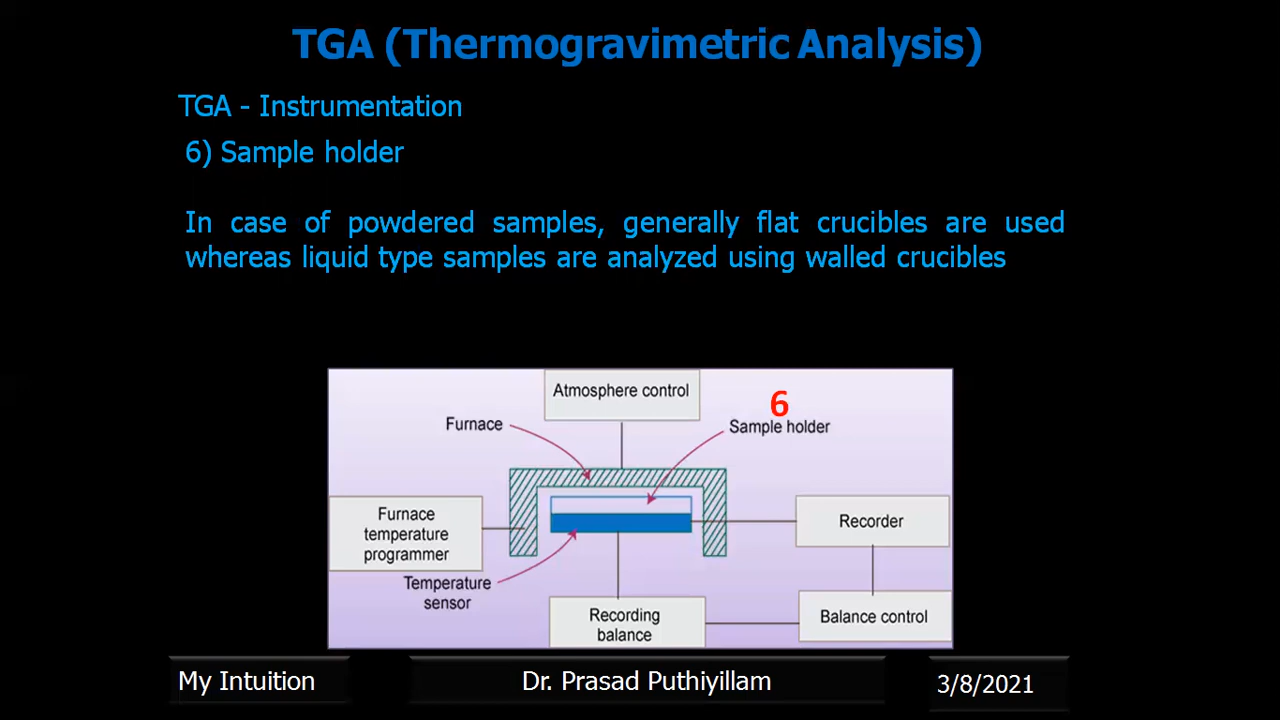 TGA (Thermogravimetric Analysis)
TGA - Instrumentation
6) Sample holder
In case of powdered samples, generally flat crucibles are used
whereas liquid type samples are analyzed using walled crucibles
Atmosphere control
6
Furnace
Sample holder
Furnace
temperature
programmer
Recorder
Temperature
sensor
Recording
balance
Balance control
My Intuition
Dr. Prasad Puthiyillam
3/8/2021